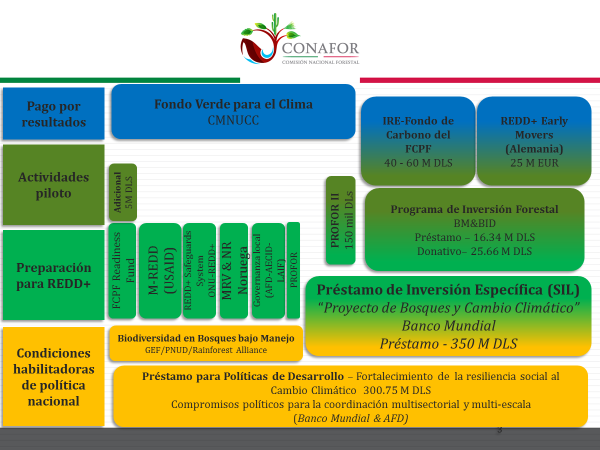 CONAFOR
COMISIÓN NACIONAL FORESTAL
Pago por
resultados
Fondo Verde para el Clima
CMNUCC
IRE-Fondo de
Carbono del
FCPF
40 - 60 M DLS
REDD+ Early
Movers
(Alemania)
25 M EUR
Actividades
piloto
Adicional
5M DLS
PROFOR II
150 mil DLs
Programa de Inversión Forestal
BM&BID
Préstamo – 16.34 M DLS
Donativo– 25.66 M DLS
Preparación
para REDD+
FCPF Readiness
Fund
M-REDD
(USAID)
REDD+ Safeguards
System
ONU-REDD+
MRV & NR
Noruega
Governanza local
(AFD-AECID-
LAIF)
PROFOR
Préstamo de Inversión Específica (SIL)
“Proyecto de Bosques y Cambio Climático”
Banco Mundial
Préstamo - 350 M DLS
Condiciones
habilitadoras
de política
nacional
Biodiversidad en Bosques bajo Manejo
GEF/PNUD/Rainforest Alliance
Préstamo para Políticas de Desarrollo – Fortalecimiento de la resiliencia social al
Cambio Climático 300.75 M DLS
Compromisos políticos para la coordinación multisectorial y multi-escala
(Banco Mundial & AFD)